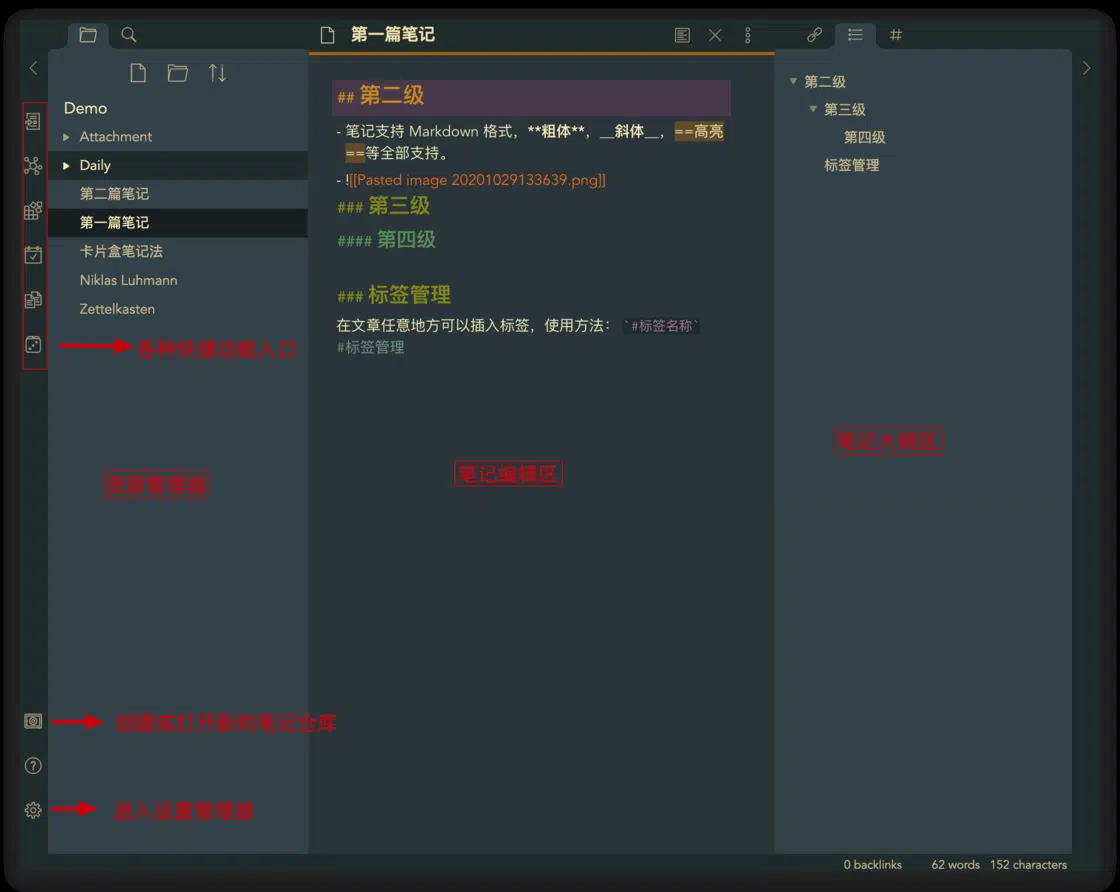 第一篇笔记
Demo
Attachment
Daily
第二篇笔记
第一篇笔记
卡片盒笔记法
Niklas Luhmann
Zettelkasten
各种快捷功能入口
资源管理器
创建或打开新的笔记仓库
进入设置管理器
## 第二级
- 笔记支持 Markdown 格式，**粗体**，__斜体__，==高亮
==等全部支持。
- ![[Pasted image 20201029133639.png]]
### 第三级
#### 第四级
### 标签管理
在文章任意地方可以插入标签，使用方法： `#标签名称`
#标签管理
笔记编辑区
第二级
第三级
第四级
标签管理
笔记大纲区
0 backlinks 62 words 152 characters